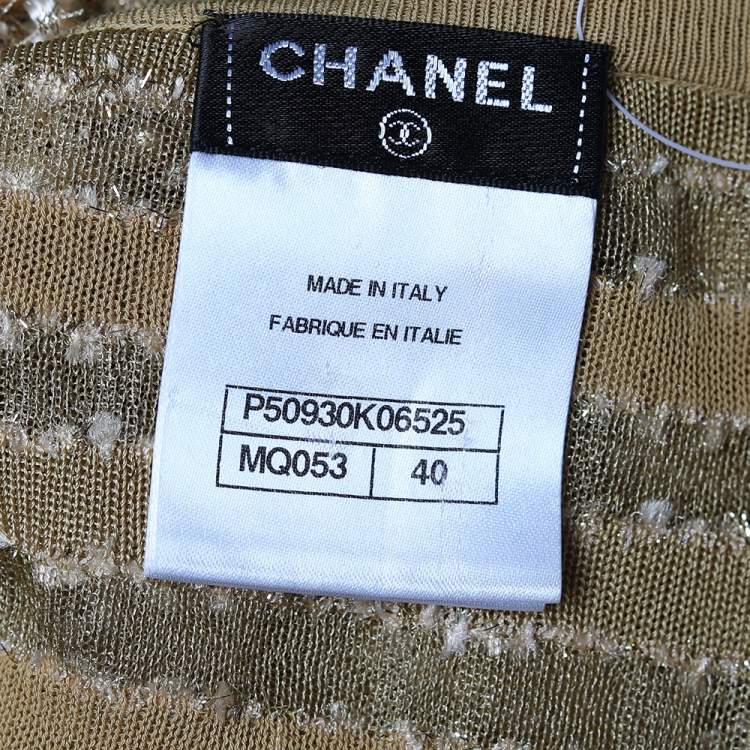 CHANEL
MADE IN ITALY
FABRIQUE EN ITALIE
P50930K06525
MQ053 40